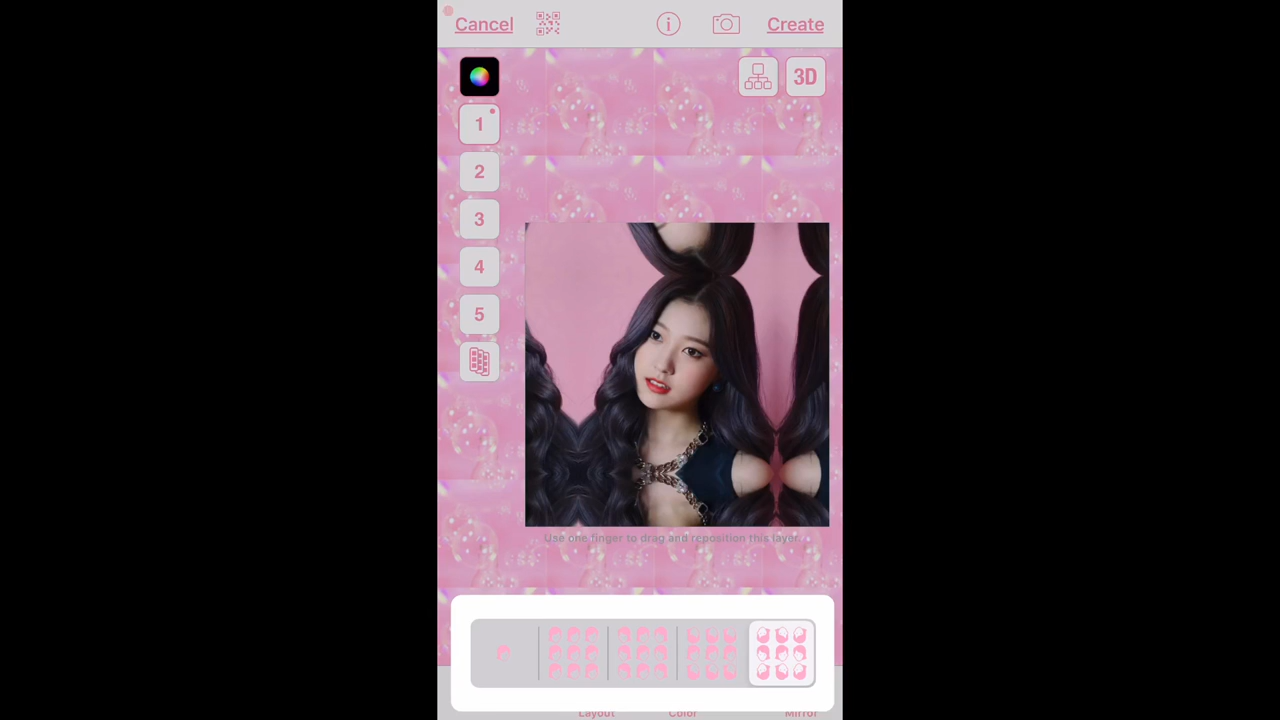 Cancel
Create
3D
1
2
3
4
5
Use one finger to drag and reposition this layer.
Layout
Color
Mirror